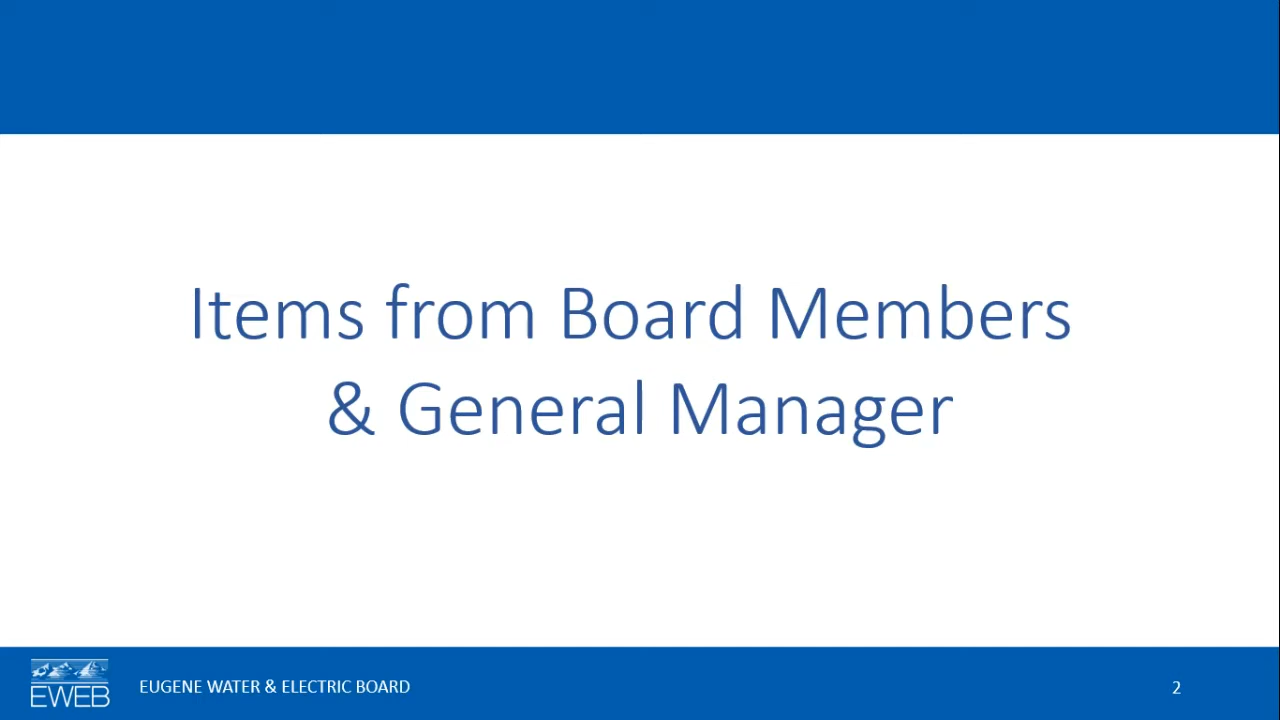 Items from Board Members
& General Manager
EWEB
EUGENE WATER & ELECTRIC BOARD
2